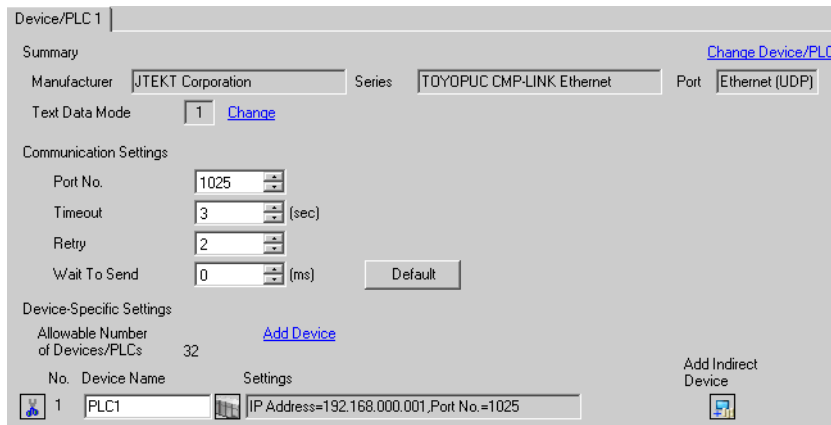 Device/PLC 1
Summary Change Device/PLC
Manufacturer JTEKT Corporation Series TOYOPUC CMP-LINK Ethernet Port Ethernet (UDP)
Text Data Mode 1 Change
Communication Settings
Port No. 1025
Timeout 3 (sec)
Retry 2
Wait To Send 0 (ms) Default
Device-Specific Settings
Allowable Number
of Devices/PLCs 32 Add Device
Add Indirect
Device
No. Device Name Settings
1 PLC1 IP Address=192.168.000.001,Port No.=1025